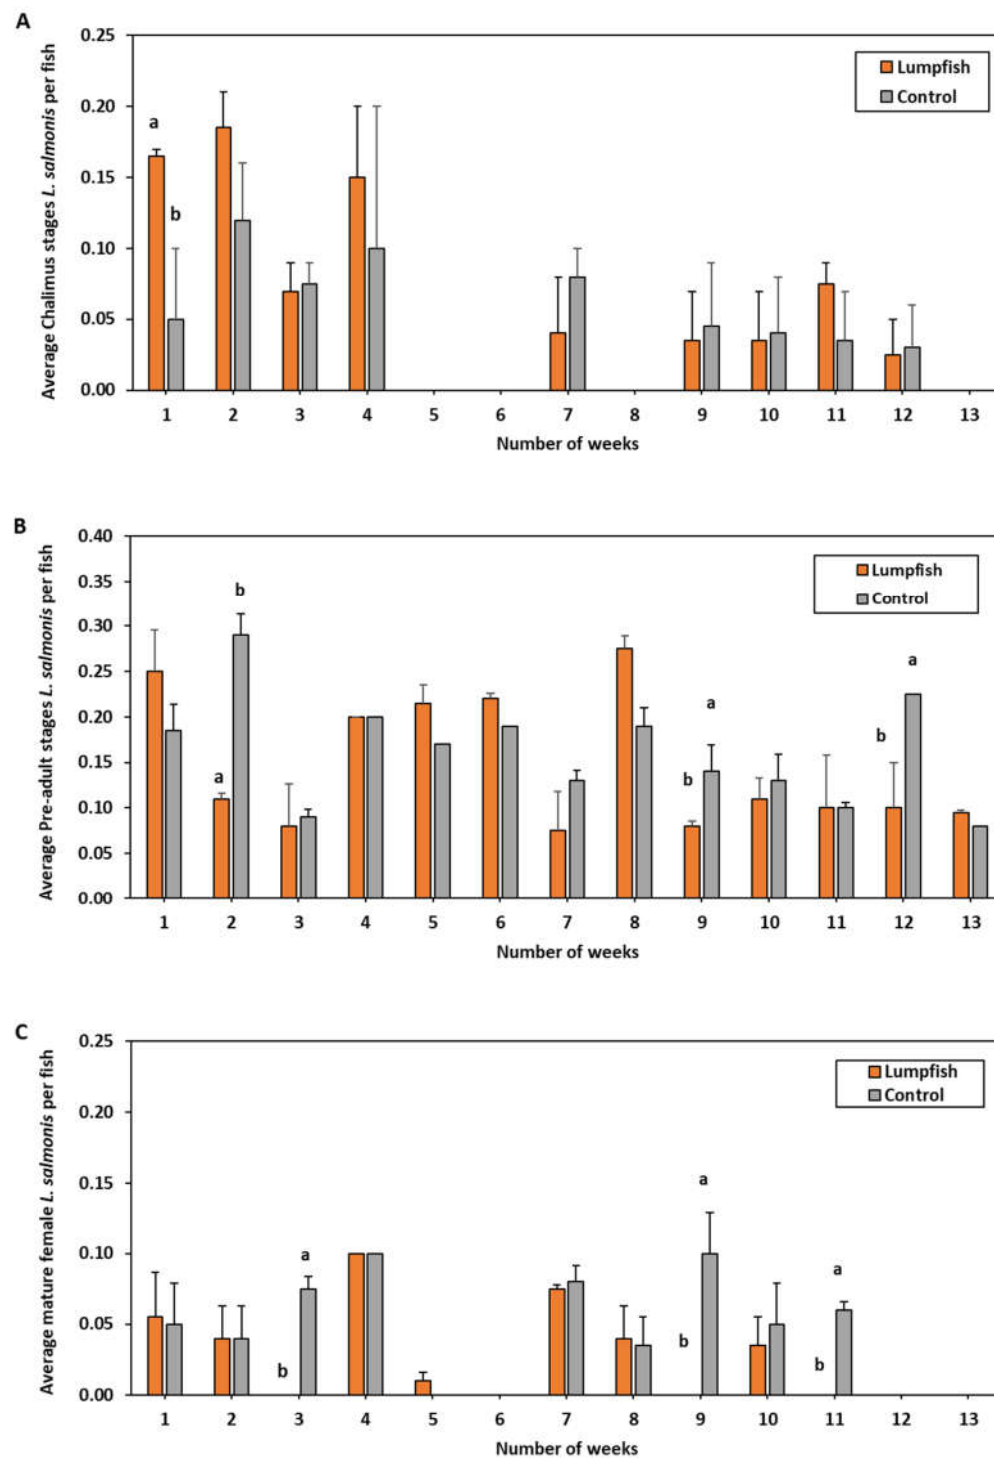 A
Average Chalimus stages L. salmonis per fish
0.25
0.20
0.15
0.10
0.05
0.00
Lumpfish
Control
a
b
1 2 3 4 5 6 7 8 9 10 11 12 13
Number of weeks
B
Average Pre-adult stages L. salmonis per fish
0.40
0.35
0.30
0.25
0.20
0.15
0.10
0.05
0.00
Lumpfish
Control
b
a
a
b
a
b
1 2 3 4 5 6 7 8 9 10 11 12 13
Number of weeks
C
Average mature female L. salmonis per fish
0.25
0.20
0.15
0.10
0.05
0.00
Lumpfish
Control
a
b
a
b
a
b
1 2 3 4 5 6 7 8 9 10 11 12 13
Number of weeks